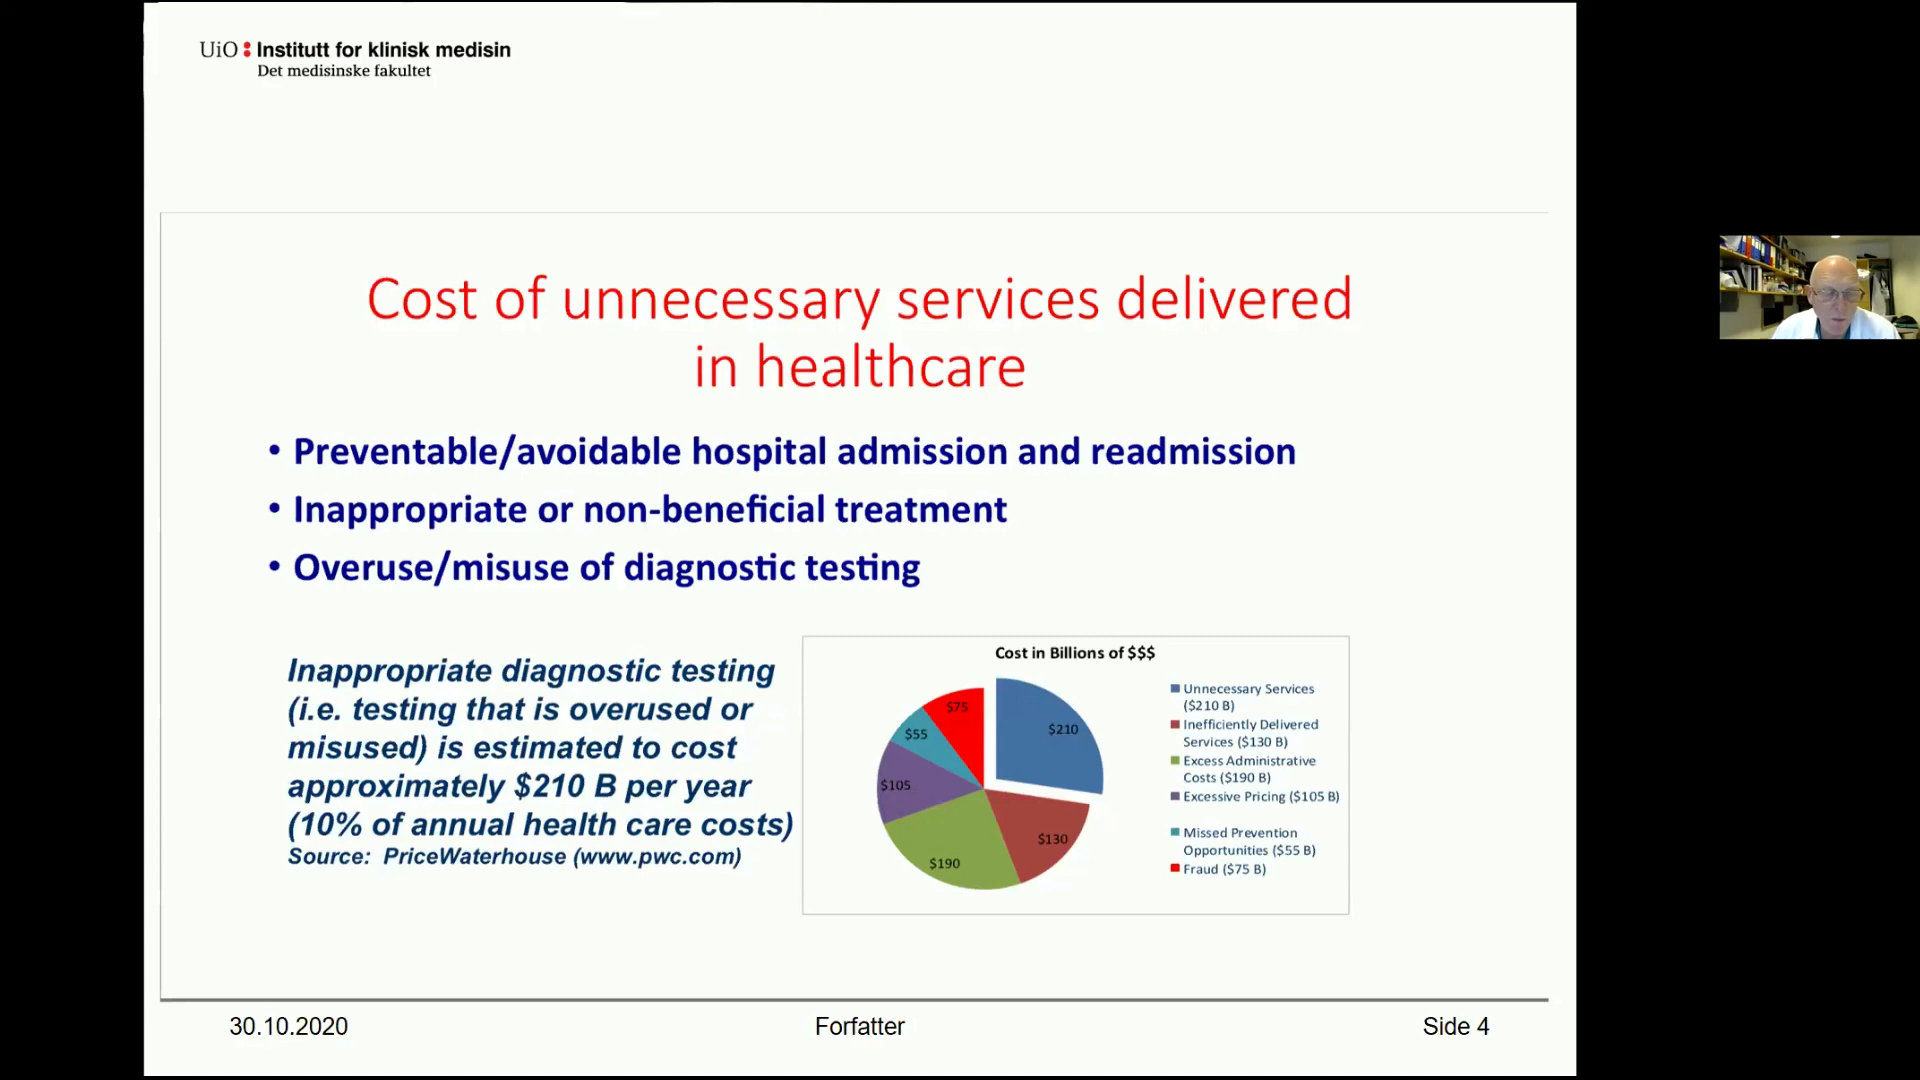 UiO Institutt for klinisk medisin
Det medisinske fakultet
Cost of unnecessary services delivered
in healthcare
• Preventable/avoidable hospital admission and readmission
• Inappropriate or non-beneficial treatment
• Overuse/misuse of diagnostic testing
Inappropriate diagnostic testing
(i.e. testing that is overused or
misused) is estimated to cost
approximately $210 B per year
(10% of annual health care costs)
Source: PriceWaterhouse (www.pwc.com)
Cost in Billions of $$$
$75
$210
$55
$105
$130
$190
Unnecessary Services
($210 B)
Inefficiently Delivered
Services ($130 B)
Excess Administrative
Costs ($190 B)
Excessive Pricing ($105 B)
Missed Prevention
Opportunities ($55 B)
Fraud ($75 B)
30.10.2020
Forfatter
Side 4